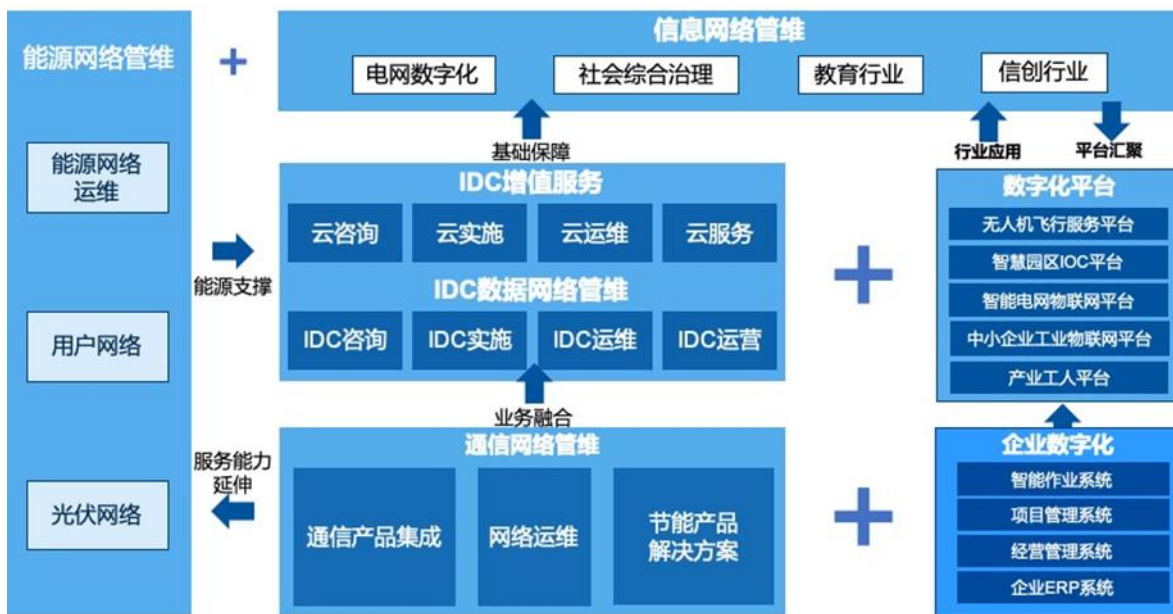 能源网络管维
能源网络
运维
用户网络
光伏网络
+
信息网络管维
电网数字化
社会综合治理
教育行业
信创行业
基础保障
行业应用
平台汇聚
能源支撑
IDC增值服务
云咨询
云实施
云运维
云服务
IDC数据网络管维
IDC咨询
IDC实施
IDC运维
IDC运营
+
数字化平台
无人机飞行服务平台
智慧园区IOC平台
智能电网物联网平台
中小企业工业物联网平台
产业工人平台
业务融合
服务能力
延伸
通信网络管维
通信产品集成
网络运维
节能产品
解决方案
+
企业数字化
智能作业系统
项目管理系统
经营管理系统
企业ERP系统